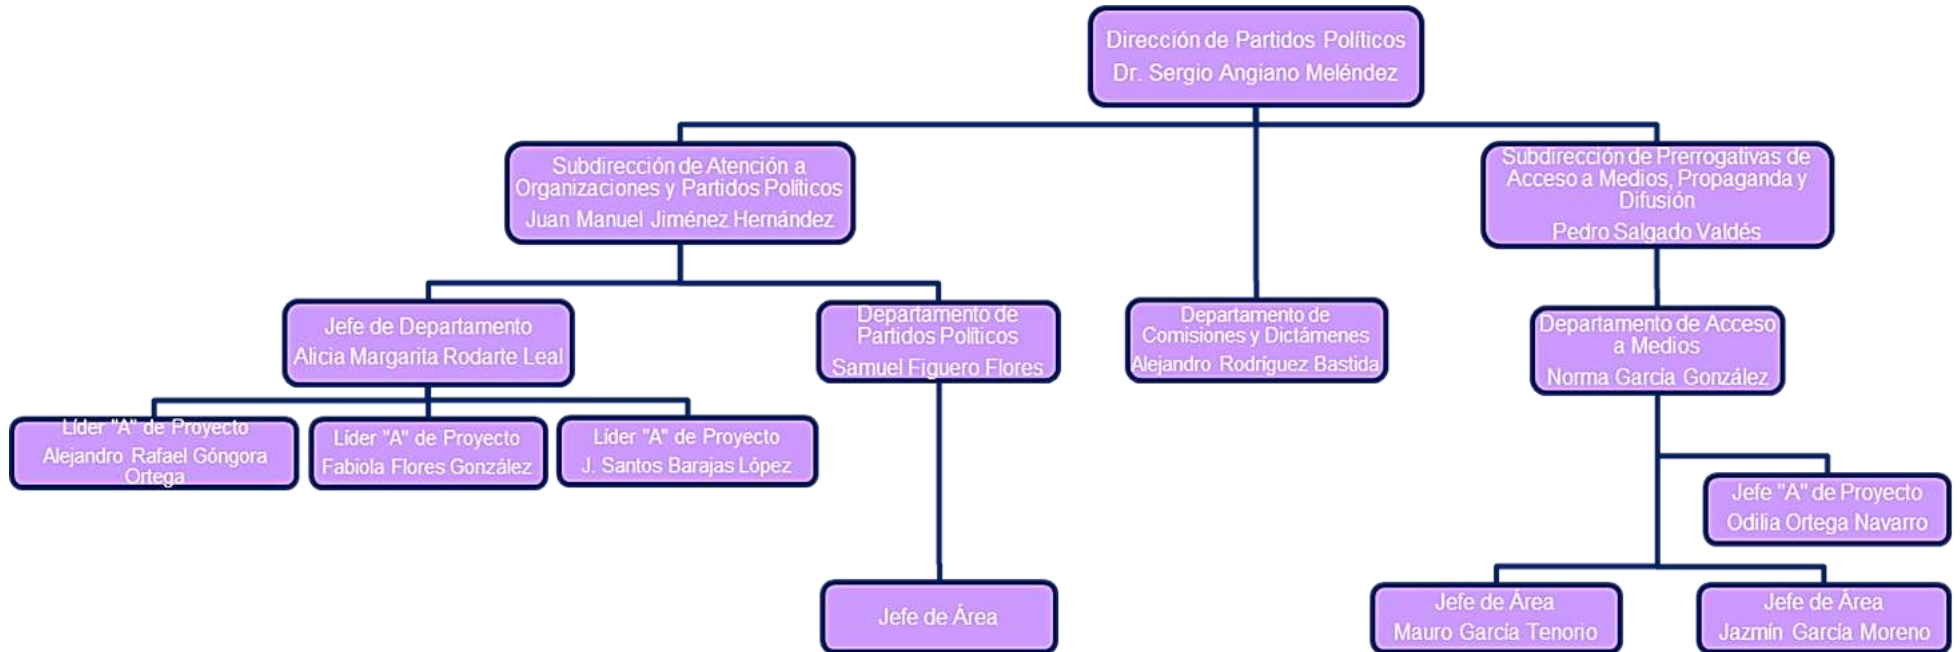 Dirección de Partidos Políticos
Dr. Sergio Angiano Meléndez
Subdirección de Atención a
Organizaciones y Partidos Políticos
Juan Manuel Jiménez Hernández
Subdirección de Prerrogativas de
Acceso a Medios, Propaganda y
Difusión
Pedro Salgado Valdés
Jefe de Departamento
Alicia Margarita Rodarte Leal
Departamento de
Partidos Políticos
Samuel Figuero Flores
Departamento de
Comisiones y Dictámenes
Alejandro Rodríguez Bastida
Departamento de Acceso
a Medios
Norma García González
Líder "A" de Proyecto
Alejandro Rafael Góngora
Ortega
Líder "A" de Proyecto
Fabiola Flores González
Líder "A" de Proyecto
J. Santos Barajas López
Jefe "A" de Proyecto
Odilia Ortega Navarro
Jefe de Área
Jefe de Área
Mauro García Tenorio
Jefe de Área
Jazmín García Moreno